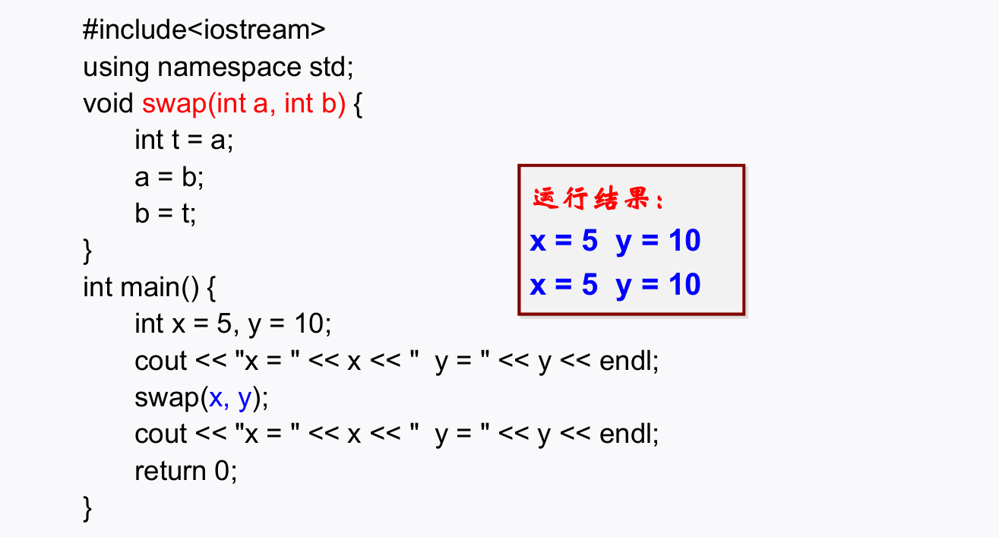 #include<iostream>
using namespace std;
void swap(int a, int b) {
int t = a;
a = b;
b = t;
}
int main() {
int x = 5, y = 10;
cout << "x = " << x << "  y = " << y << endl;
swap(x, y);
cout << "x = " << x << "  y = " << y << endl;
return 0;
}
运行结果：
x = 5  y = 10
x = 5  y = 10